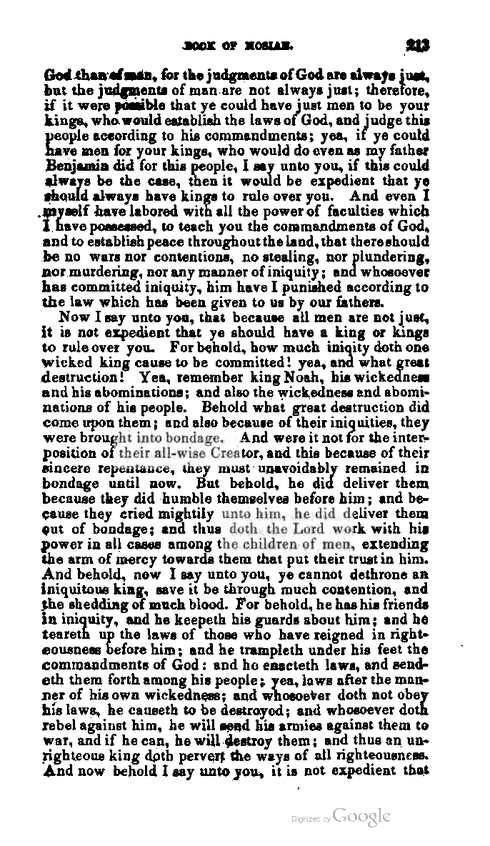 BOOK OF MOSIAH. 213
God than of man, for the judgments of God are always just,
but the judgments of man are not always just; therefore,
if it were possible that ye could have just men to be your
kings, who would establish the laws of God, and judge this
people according to his commandments; yea, if ye could
have men for your kings, who would do even as my father
Benjamin did for this people, I say unto you, if this could
always be the case, then it would be expedient that ye
should always have kings to rule over you. And even I
myself have labored with all the power of faculties which
I have possessed, to teach you the commandments of God,
and to establish peace throughout the land, that there should
be no wars nor contentions, no stealing, nor plundering,
nor murdering, nor any manner of iniquity; and whosoever
has committed iniquity, him have I punished according to
the law which has been given to us by our fathers.
Now I say unto you, that because all men are not just,
it is not expedient that ye should have a king or kings
to rule over you. For behold, how much iniqity doth one
wicked king cause to be committed! yea, and what great
destruction! Yea, remember king Noah, his wickedness
and his abominations; and also the wickedness and abomi-
nations of his people. Behold what great destruction did
come upon them; and also because of their iniquities, they
were brought into bondage. And were it not for the inter-
position of their all-wise Creator, and this because of their
sincere repentance, they must unavoidably remained in
bondage until now. But behold, he did deliver them
because they did humble themselves before him; and be-
cause they cried mightily unto him, he did deliver them
out of bondage; and thus doth the Lord work with his
power in all cases among the children of men, extending
the arm of mercy towards them that put their trust in him.
And behold, now I say unto you, ye cannot dethrone an
iniquitous king, save it be through much contention, and
the shedding of much blood. For behold, he has his friends
in iniquity, and he keepeth his guards about him; and he
teareth up the laws of those who have reigned in right-
eousness before him; and he trampleth under his feet the
commandments of God: and he enacteth laws, and send-
eth them forth among his people; yea, laws after the man-
ner of his own wickedness; and whosoever doth not obey
his laws, he causeth to be destroyed; and whosoever doth
rebel against him, he will send his armies against them to
war, and if he can, he will destroy them; and thus an un-
righteous king doth pervert the ways of all righteousness.
And now behold I say unto you, it is not expedient that
Digitized by Google